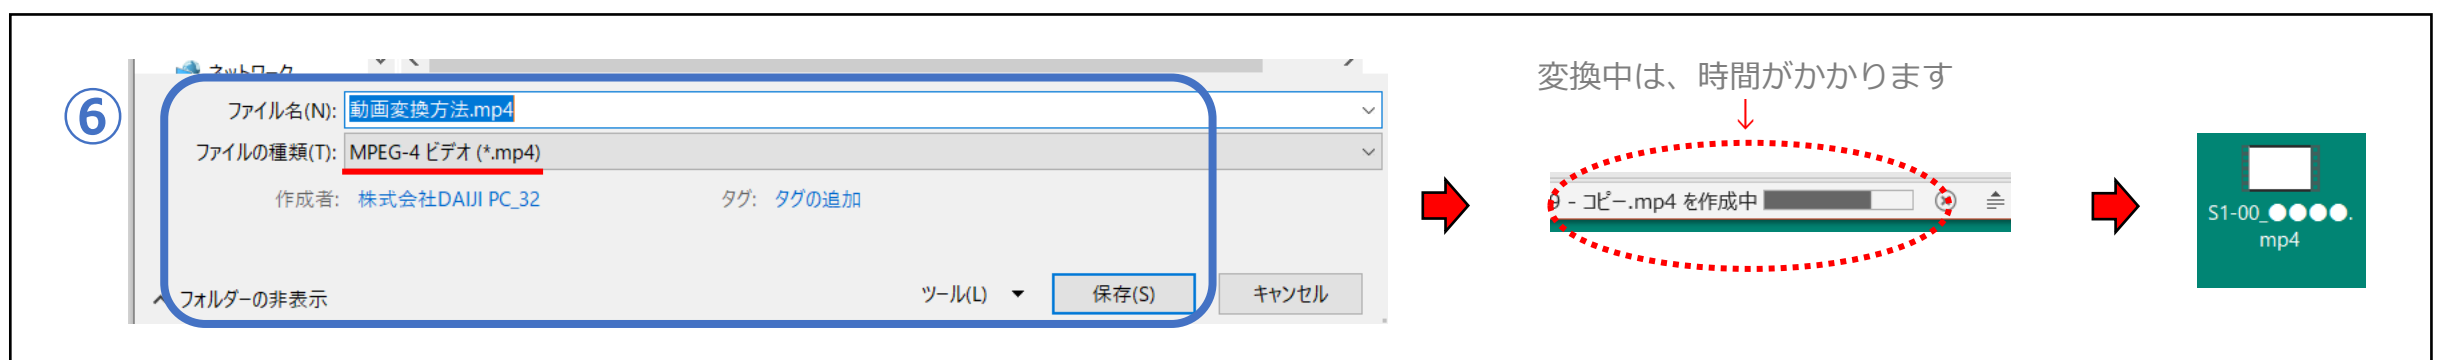 ⑥
ネットワーク
ファイル名(N): 動画変換方法.mp4
ファイルの種類(T): MPEG-4 ビデオ (*.mp4)
作成者: 株式会社DAIJI PC_32 タグ: タグの追加
フォルダーの非表示 ツール(L) 保存(S) キャンセル
変換中は、時間がかかります
9 - コピー.mp4 を作成中
S1-00_●●●●.
mp4